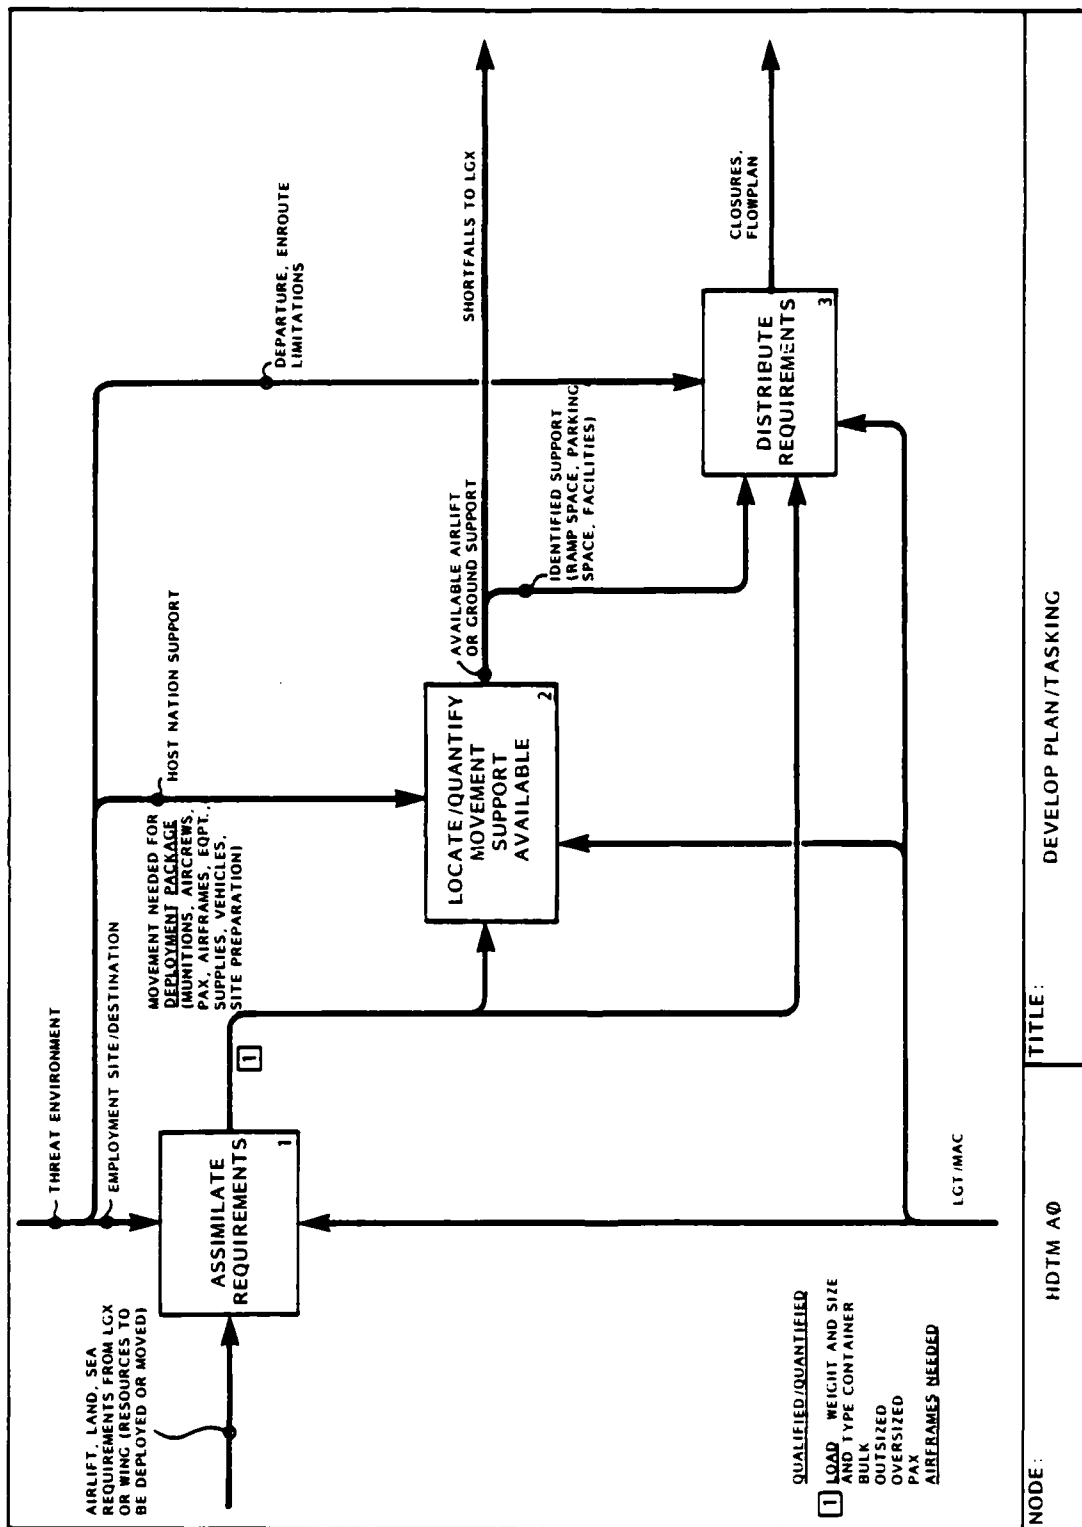 AIRLIFT, LAND, SEA
REQUIREMENTS FROM LGX
OR WING (RESOURCES TO
BE DEPLOYED OR MOVED)
THREAT ENVIRONMENT
EMPLOYMENT SITE/DESTINATION
ASSIMILATE
REQUIREMENTS
1
1
MOVEMENT NEEDED FOR
DEPLOYMENT PACKAGE
(MUNITIONS, AIRCREWS,
PAX, AIRFRAMES, EQPT.,
SUPPLIES, VEHICLES,
SITE PREPARATION)
HOST NATION SUPPORT
LOCATE/QUANTIFY
MOVEMENT
SUPPORT
AVAILABLE
2
AVAILABLE AIRLIFT
OR GROUND SUPPORT
DEPARTURE, ENROUTE
LIMITATIONS
SHORTFALLS TO LGX
IDENTIFIED SUPPORT
(RAMP SPACE, PARKING
SPACE, FACILITIES)
DISTRIBUTE
REQUIREMENTS
3
CLOSURES,
FLOWPLAN
LGT/MAC
QUALIFIED/QUANTIFIED
1 LOAD WEIGHT AND SIZE
AND TYPE CONTAINER
BULK
OUTSIZED
OVERSIZED
PAX
AIRFRAMES NEEDED
NODE: HDTM AØ
TITLE: DEVELOP PLAN/TASKING